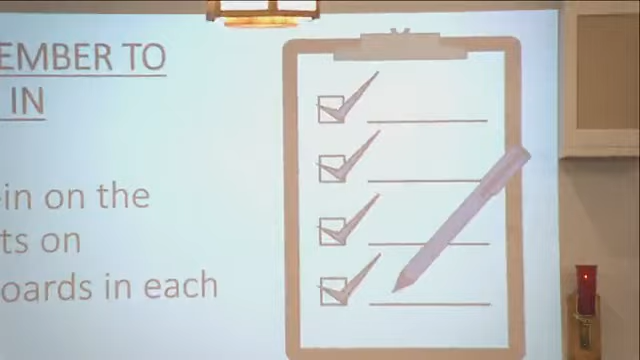 EMBER TO
IN
in on the
ts on
oards in each